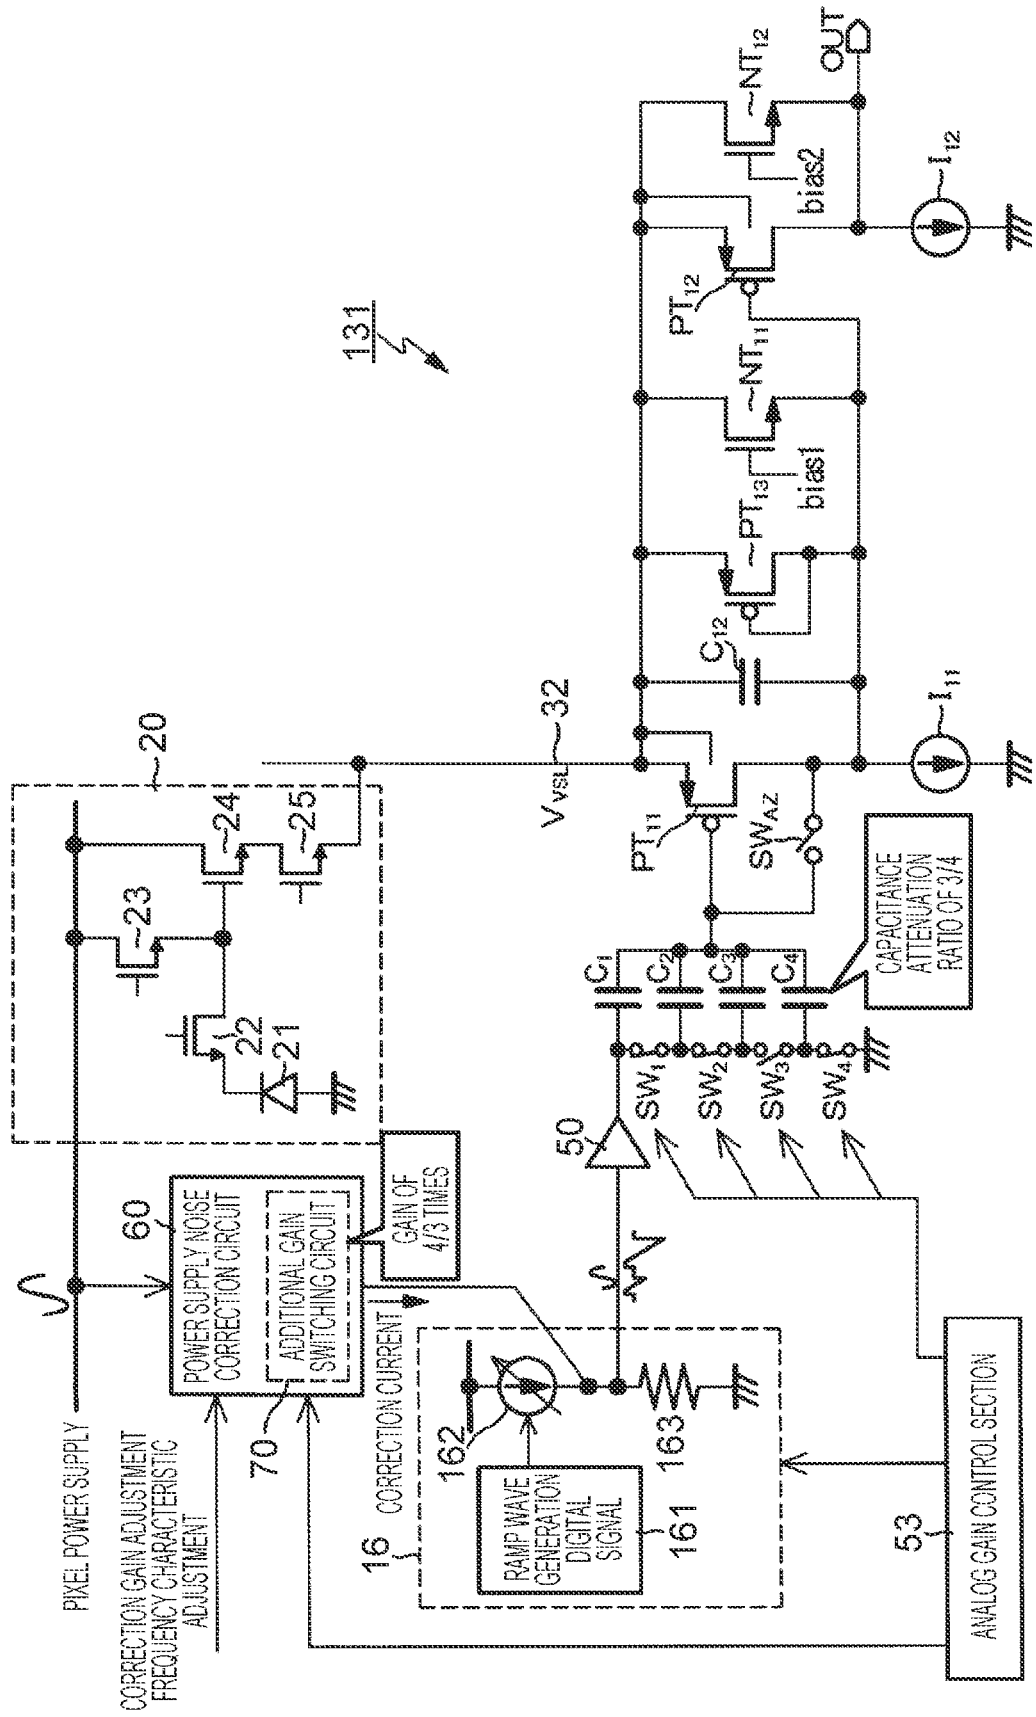 PIXEL POWER SUPPLY
CORRECTION GAIN ADJUSTMENT
FREQUENCY CHARACTERISTIC
ADJUSTMENT
60
POWER SUPPLY NOISE
CORRECTION CIRCUIT
ADDITIONAL GAIN
SWITCHING CIRCUIT
70
GAIN OF
4/3 TIMES
CORRECTION CURRENT
20
21
22
23
24
25
131
16
162
RAMP WAVE
GENERATION
DIGITAL
SIGNAL
161
163
50
VVSL
32
PT11
SWAZ
C1
C2
C3
C4
SW1
SW2
SW3
SW4
CAPACITANCE
ATTENUATION
RATIO OF 3/4
C12
PT13
NT11
bias1
PT12
NT12
bias2
OUT
I11
I12
ANALOG GAIN CONTROL SECTION
53